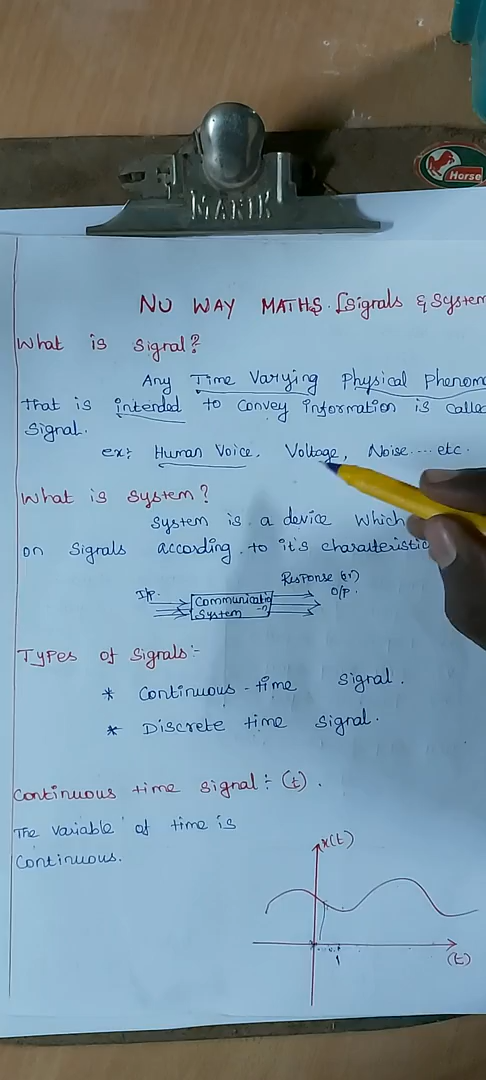 Horse
MANIK
NU WAY MATHS. [Signals & System
What is signal?
Any Time Varying Physical Phenom
That is intended to convey information is calle
Signal.
ex: Human Voice, Voltage, Noise.... etc.
What is system?
System is a device Which
on signals according to it's characteristic
I/P. Response (or)
O/P.
Communicatio
System
Types of signals:-
* Continuous-time signal.
* Discrete time signal.
Continuous time signal:- (t).
The variable of time is
Continuous.
x(t)
1
(t)